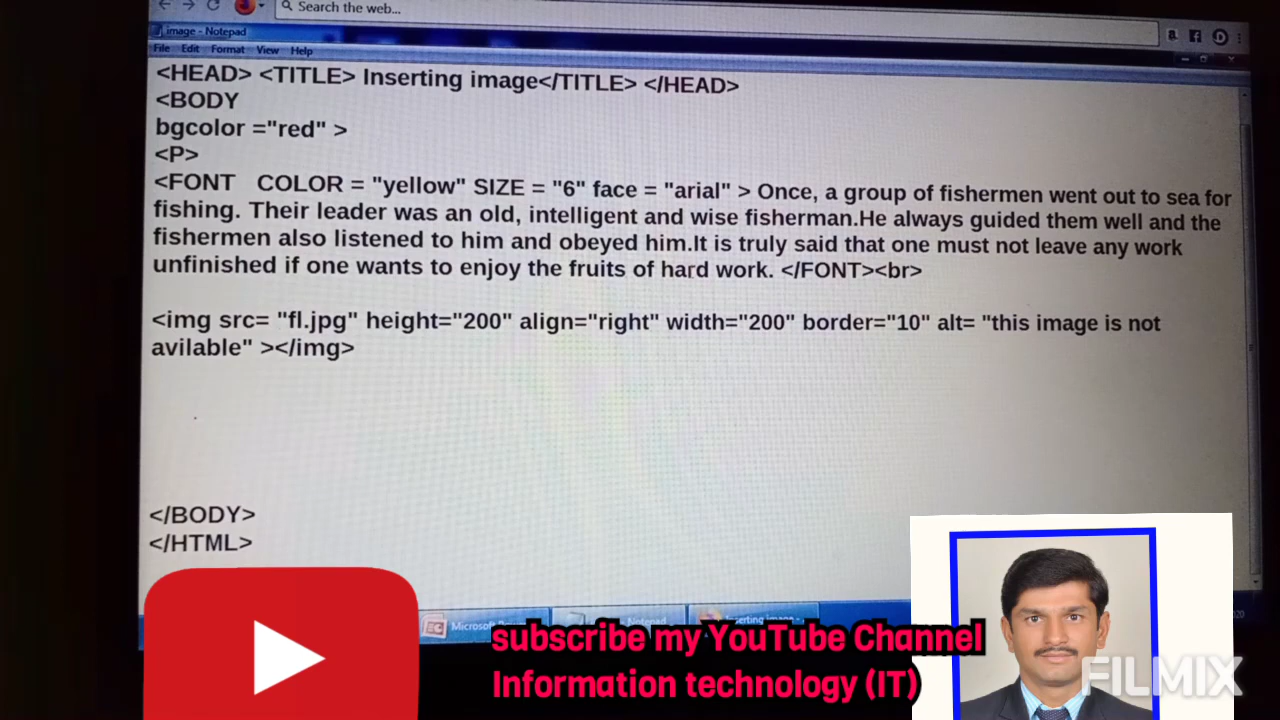 Search the web...
image - Notepad
File Edit Format View Help
<HEAD> <TITLE> Inserting image</TITLE> </HEAD>
<BODY
bgcolor ="red" >
<P>
<FONT   COLOR = "yellow" SIZE = "6" face = "arial" > Once, a group of fishermen went out to sea for
fishing. Their leader was an old, intelligent and wise fisherman.He always guided them well and the
fishermen also listened to him and obeyed him.It is truly said that one must not leave any work
unfinished if one wants to enjoy the fruits of hard work. </FONT><br>
<img src= "fl.jpg" height="200" align="right" width="200" border="10" alt= "this image is not
avilable" ></img>
</BODY>
</HTML>
Microsoft
Notepad
Inserting image
subscribe my YouTube Channel
Information technology (IT)
FILMIX